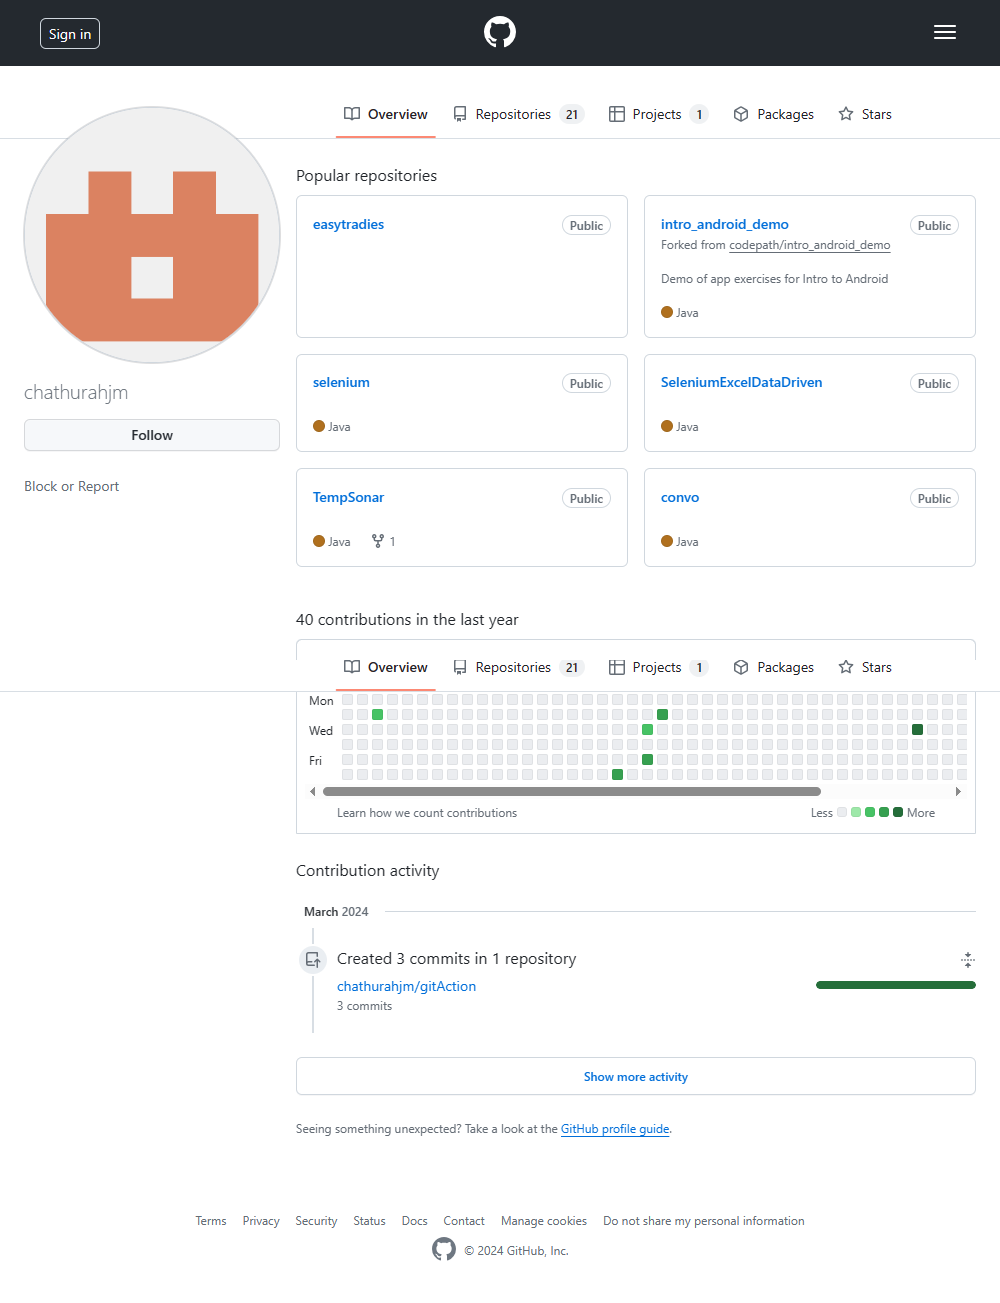 Sign in
Overview Repositories 21 Projects 1 Packages Stars
chathurahjm
Follow
Block or Report
Popular repositories
easytradies Public
intro_android_demo Public
Forked from codepath/intro_android_demo
Demo of app exercises for Intro to Android
Java
selenium Public
Java
SeleniumExcelDataDriven Public
Java
TempSonar Public
Java 1
convo Public
Java
40 contributions in the last year
Overview Repositories 21 Projects 1 Packages Stars
Mon
Wed
Fri
Learn how we count contributions Less More
Contribution activity
March 2024
Created 3 commits in 1 repository
chathurahjm/gitAction
3 commits
Show more activity
Seeing something unexpected? Take a look at the GitHub profile guide.
Terms Privacy Security Status Docs Contact Manage cookies Do not share my personal information
© 2024 GitHub, Inc.